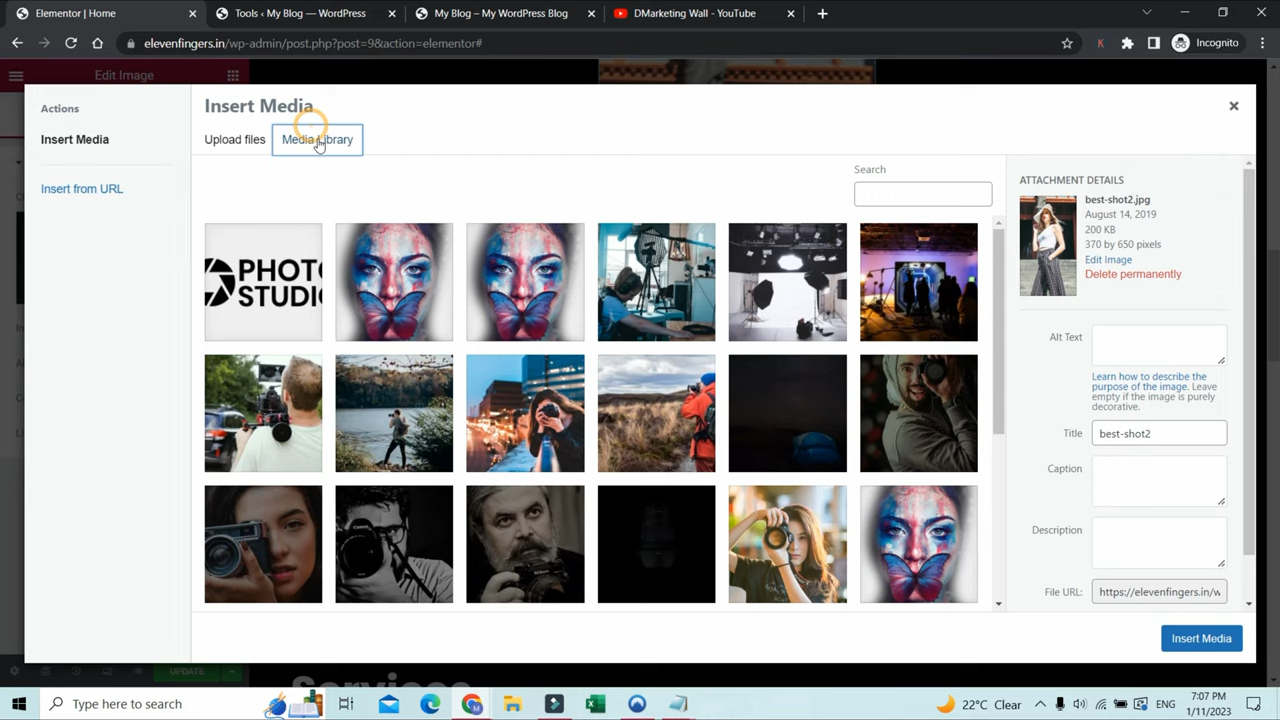 Elementor | Home
Tools ‹ My Blog — WordPress
My Blog – My WordPress Blog
DMarketing Wall - YouTube
elevenfingers.in/wp-admin/post.php?post=9&action=elementor#
Incognito
Edit Image
Actions
Insert Media
Insert from URL
Insert Media
Upload files
Media Library
Search
PHOTO
STUDIO
ATTACHMENT DETAILS
best-shot2.jpg
August 14, 2019
200 KB
370 by 650 pixels
Edit Image
Delete permanently
Alt Text
Learn how to describe the
purpose of the image. Leave
empty if the image is purely
decorative.
Title
best-shot2
Caption
Description
File URL:
https://elevenfingers.in/w
Insert Media
UPDATE
Services
Type here to search
22°C Clear
ENG
7:07 PM
1/11/2023